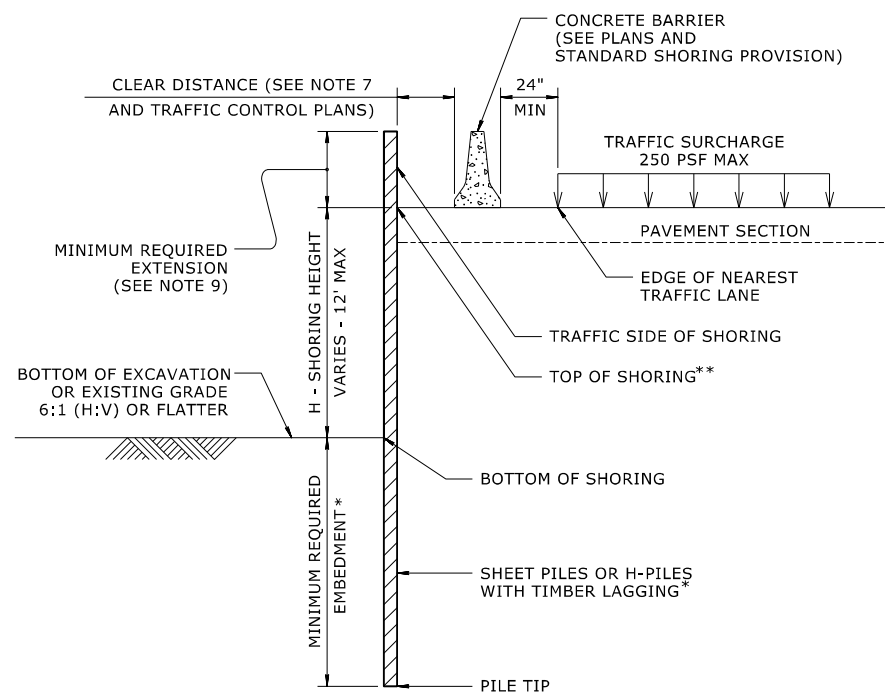 CONCRETE BARRIER
(SEE PLANS AND
STANDARD SHORING PROVISION)
CLEAR DISTANCE (SEE NOTE 7
AND TRAFFIC CONTROL PLANS)
24"
MIN
TRAFFIC SURCHARGE
250 PSF MAX
PAVEMENT SECTION
MINIMUM REQUIRED
EXTENSION
(SEE NOTE 9)
H - SHORING HEIGHT
VARIES - 12' MAX
EDGE OF NEAREST
TRAFFIC LANE
TRAFFIC SIDE OF SHORING
TOP OF SHORING**
BOTTOM OF EXCAVATION
OR EXISTING GRADE
6:1 (H:V) OR FLATTER
BOTTOM OF SHORING
MINIMUM REQUIRED
EMBEDMENT*
SHEET PILES OR H-PILES
WITH TIMBER LAGGING*
PILE TIP